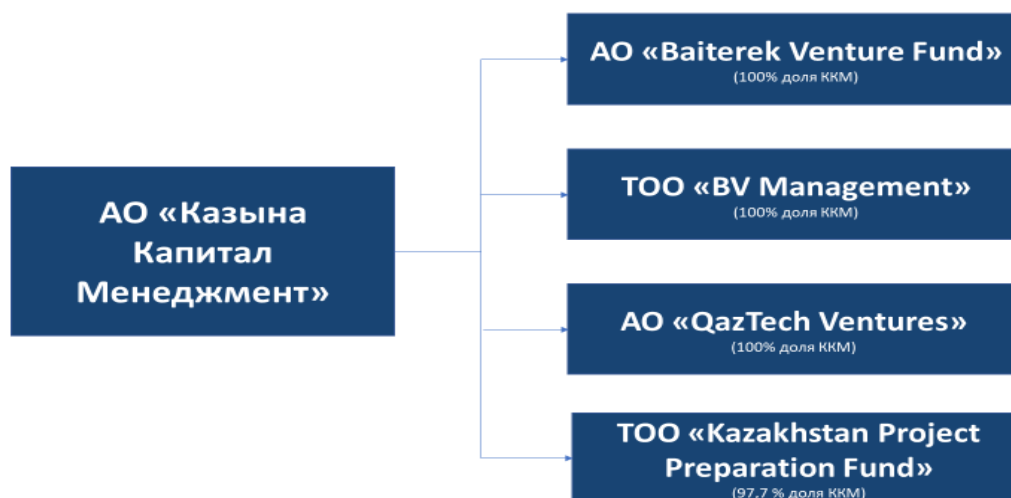 АО «Казына
Капитал
Менеджмент»
АО «Baiterek Venture Fund»
(100% доля ККМ)
ТОО «BV Management»
(100% доля ККМ)
АО «QazTech Ventures»
(100% доля ККМ)
ТОО «Kazakhstan Project
Preparation Fund»
(97,7 % доля ККМ)